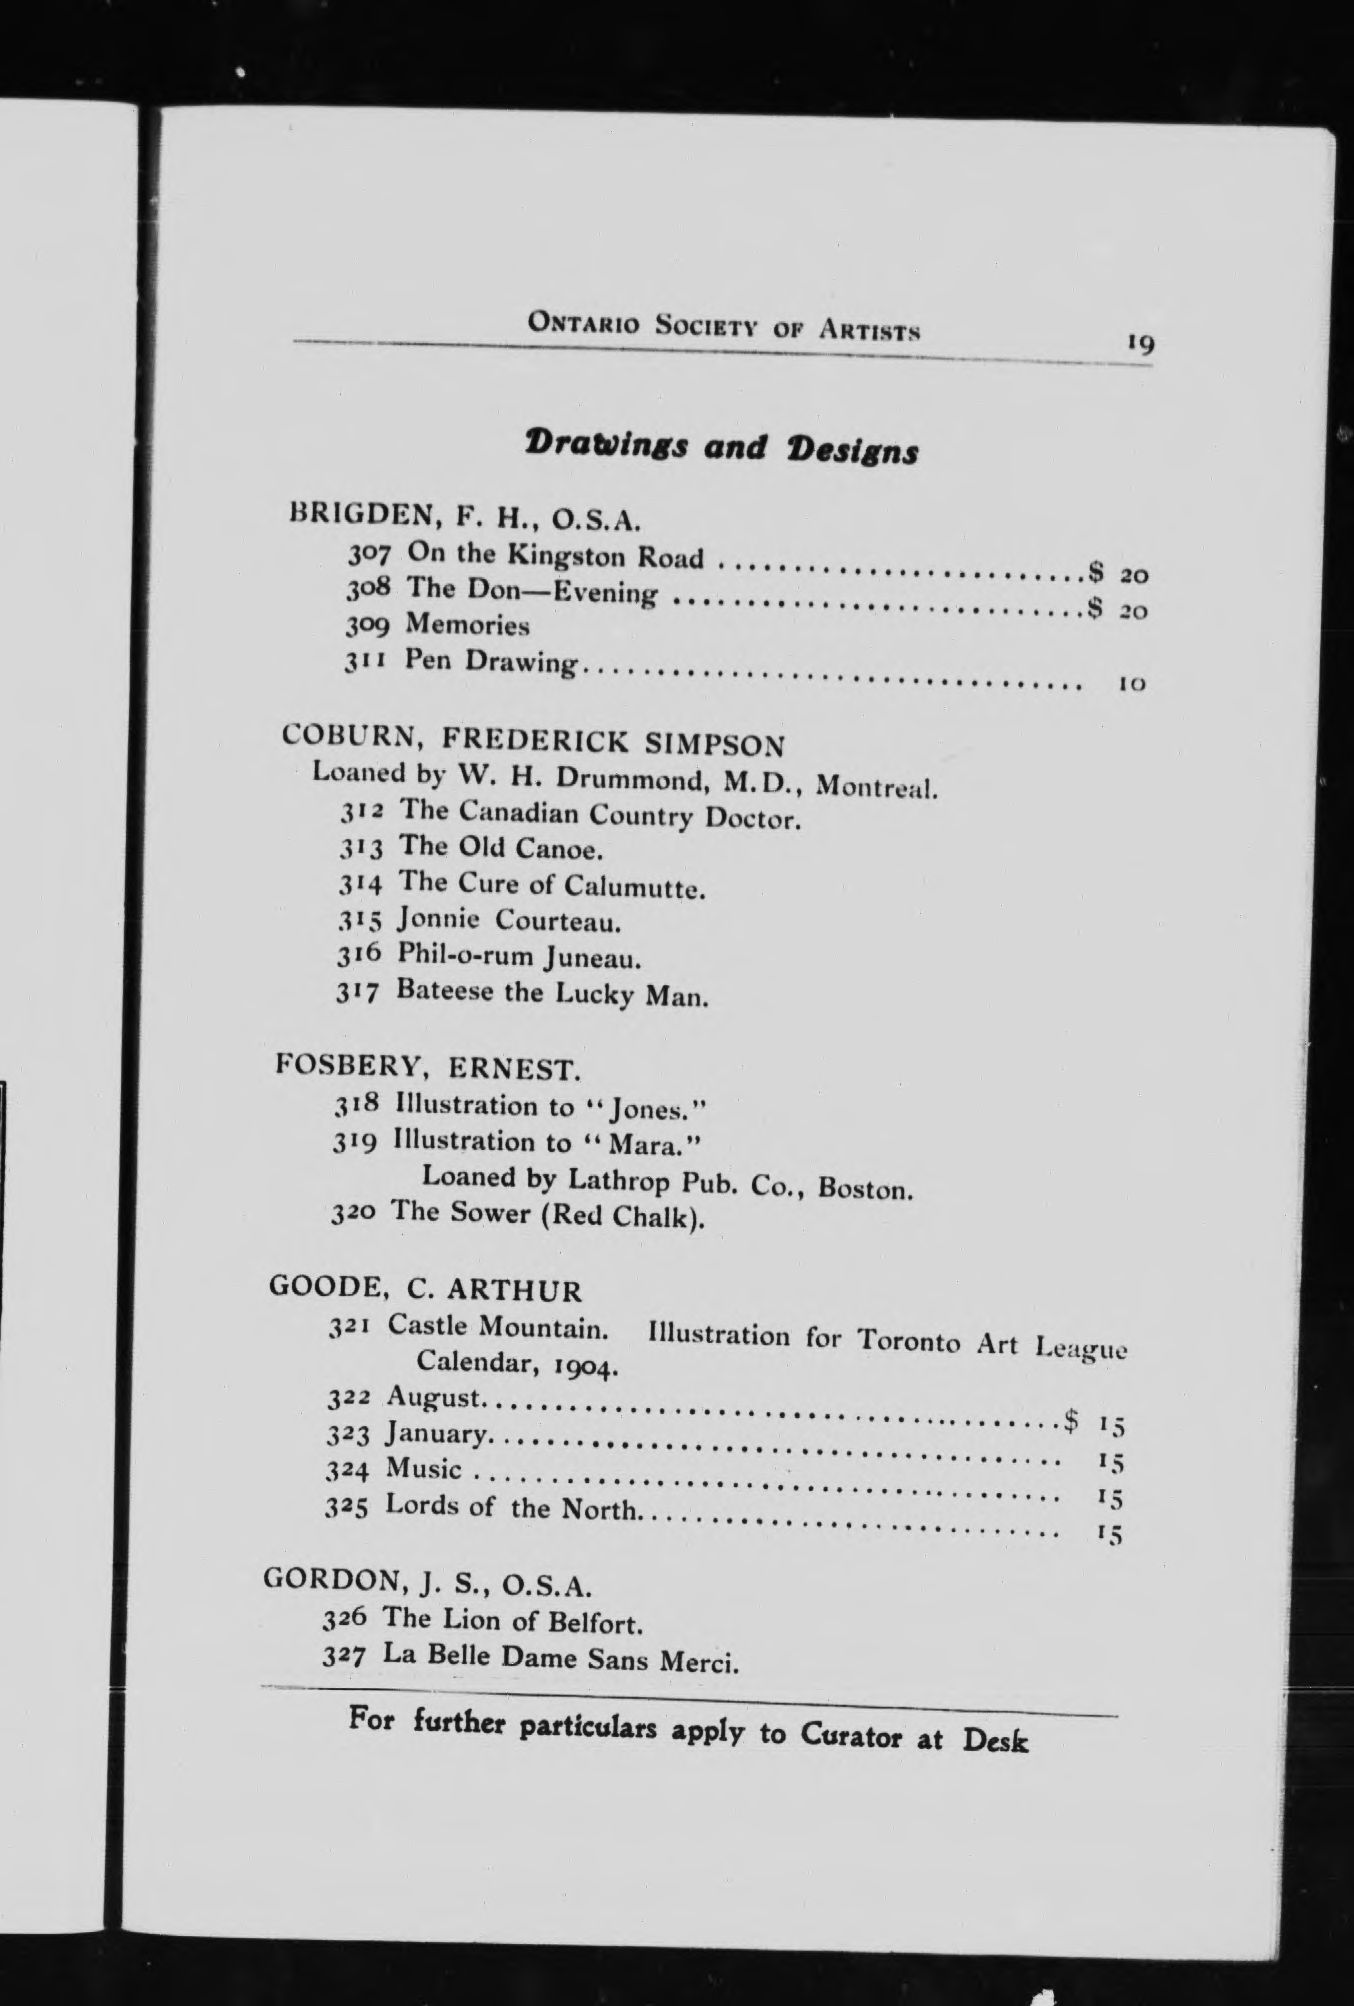 ONTARIO SOCIETY OF ARTISTS 19
Drawings and Designs
BRIGDEN, F. H., O.S.A.
307 On the Kingston Road ........................$ 20
308 The Don—Evening ............................$ 20
309 Memories
311 Pen Drawing.................................. 10
COBURN, FREDERICK SIMPSON
Loaned by W. H. Drummond, M.D., Montreal.
312 The Canadian Country Doctor.
313 The Old Canoe.
314 The Cure of Calumutte.
315 Jonnie Courteau.
316 Phil-o-rum Juneau.
317 Bateese the Lucky Man.
FOSBERY, ERNEST.
318 Illustration to "Jones."
319 Illustration to "Mara."
Loaned by Lathrop Pub. Co., Boston.
320 The Sower (Red Chalk).
GOODE, C. ARTHUR
321 Castle Mountain. Illustration for Toronto Art League
Calendar, 1904.
322 August.......................................$ 15
323 January....................................... 15
324 Music ........................................ 15
325 Lords of the North............................ 15
GORDON, J. S., O.S.A.
326 The Lion of Belfort.
327 La Belle Dame Sans Merci.
For further particulars apply to Curator at Desk